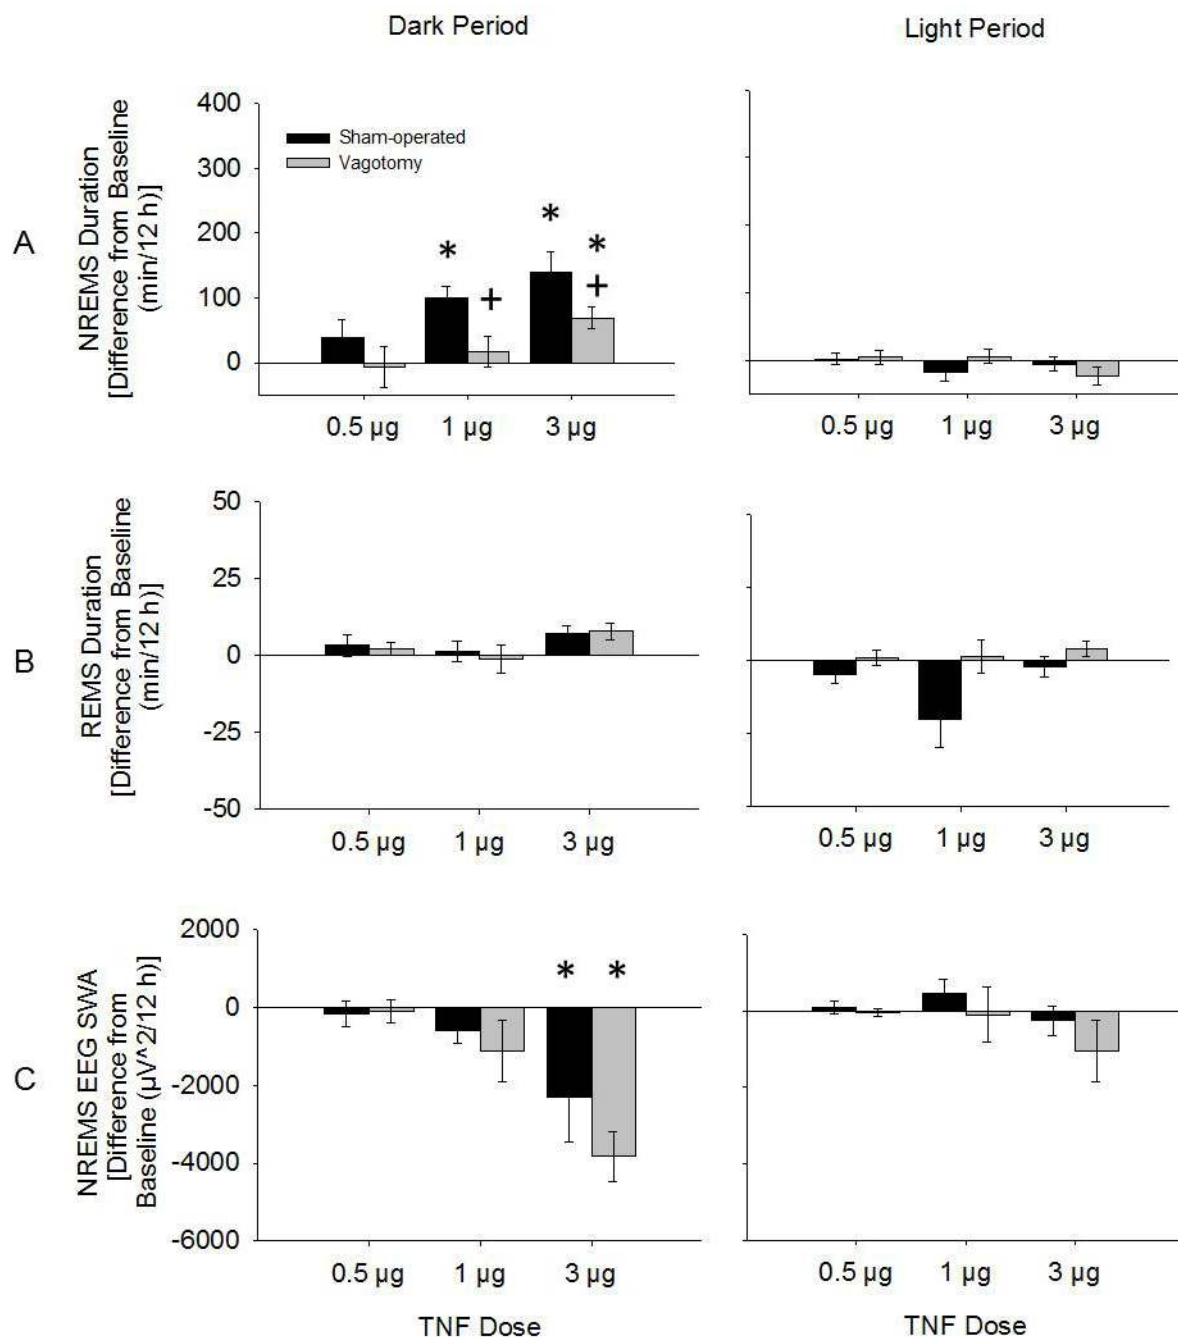 Dark Period
Light Period
A
NREMS Duration
[Difference from Baseline
(min/12 h)]
400
300
200
100
0
Sham-operated
Vagotomy
*
+
*
*
+
0.5 µg
1 µg
3 µg
0.5 µg
1 µg
3 µg
B
REMS Duration
[Difference from Baseline
(min/12 h)]
50
25
0
-25
-50
0.5 µg
1 µg
3 µg
0.5 µg
1 µg
3 µg
C
NREMS EEG SWA
[Difference from
Baseline (µV^2/12 h)]
2000
0
-2000
-4000
-6000
*
*
0.5 µg
1 µg
3 µg
0.5 µg
1 µg
3 µg
TNF Dose
TNF Dose